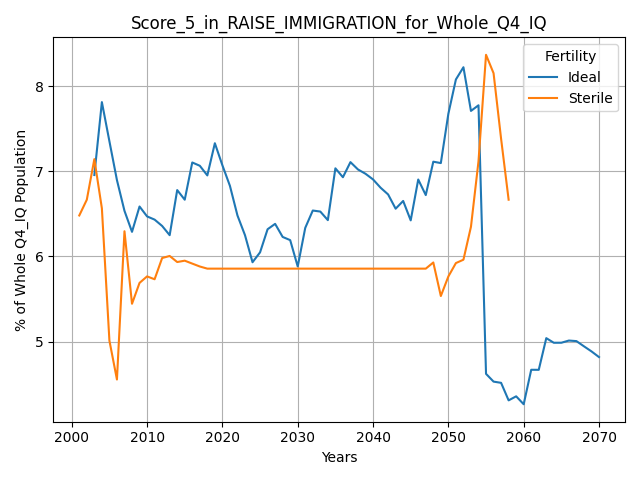 Score_5_in_RAISE_IMMIGRATION_for_Whole_Q4_IQ
Fertility
Ideal
Sterile
% of Whole Q4_IQ Population
8
7
6
5
2000 2010 2020 2030 2040 2050 2060 2070
Years